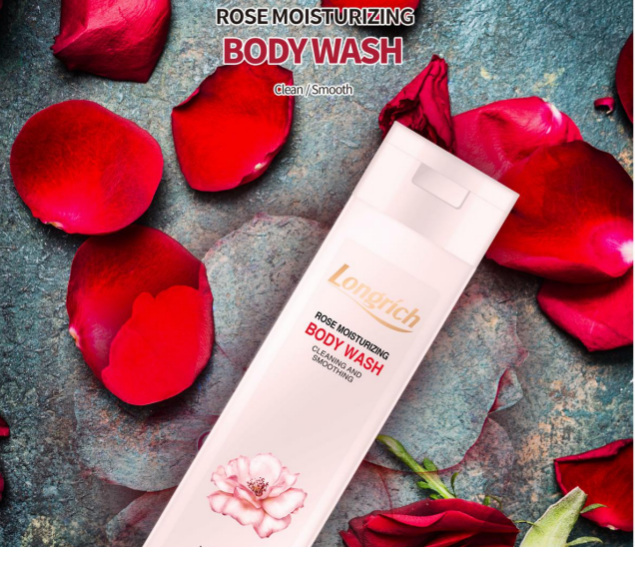 ROSE MOISTURIZING
BODY WASH
Clean / Smooth
Longrich
ROSE MOISTURIZING
BODY WASH
CLEANING AND
SMOOTHING